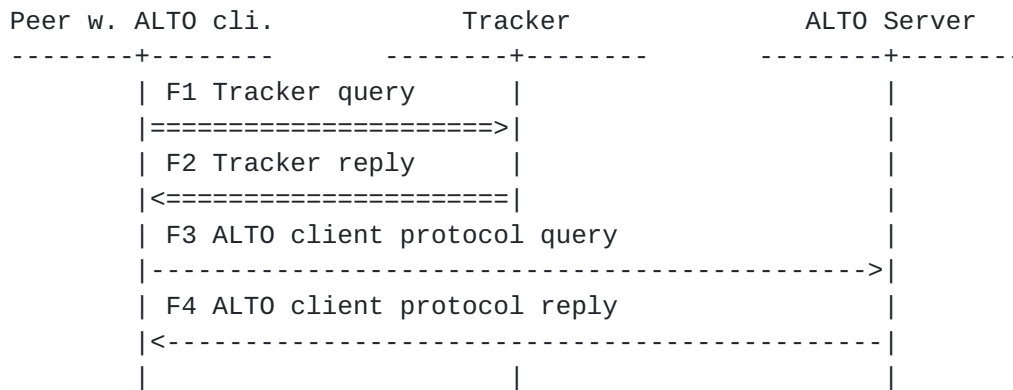 Peer w. ALTO cli.            Tracker               ALTO Server
--------+--------       --------+--------       --------+--------
        | F1 Tracker query      |                       |
        |======================>|                       |
        | F2 Tracker reply      |                       |
        |<======================|                       |
        | F3 ALTO client protocol query                 |
        |---------------------------------------------->|
        | F4 ALTO client protocol reply                 |
        |<----------------------------------------------|
        |                       |                       |